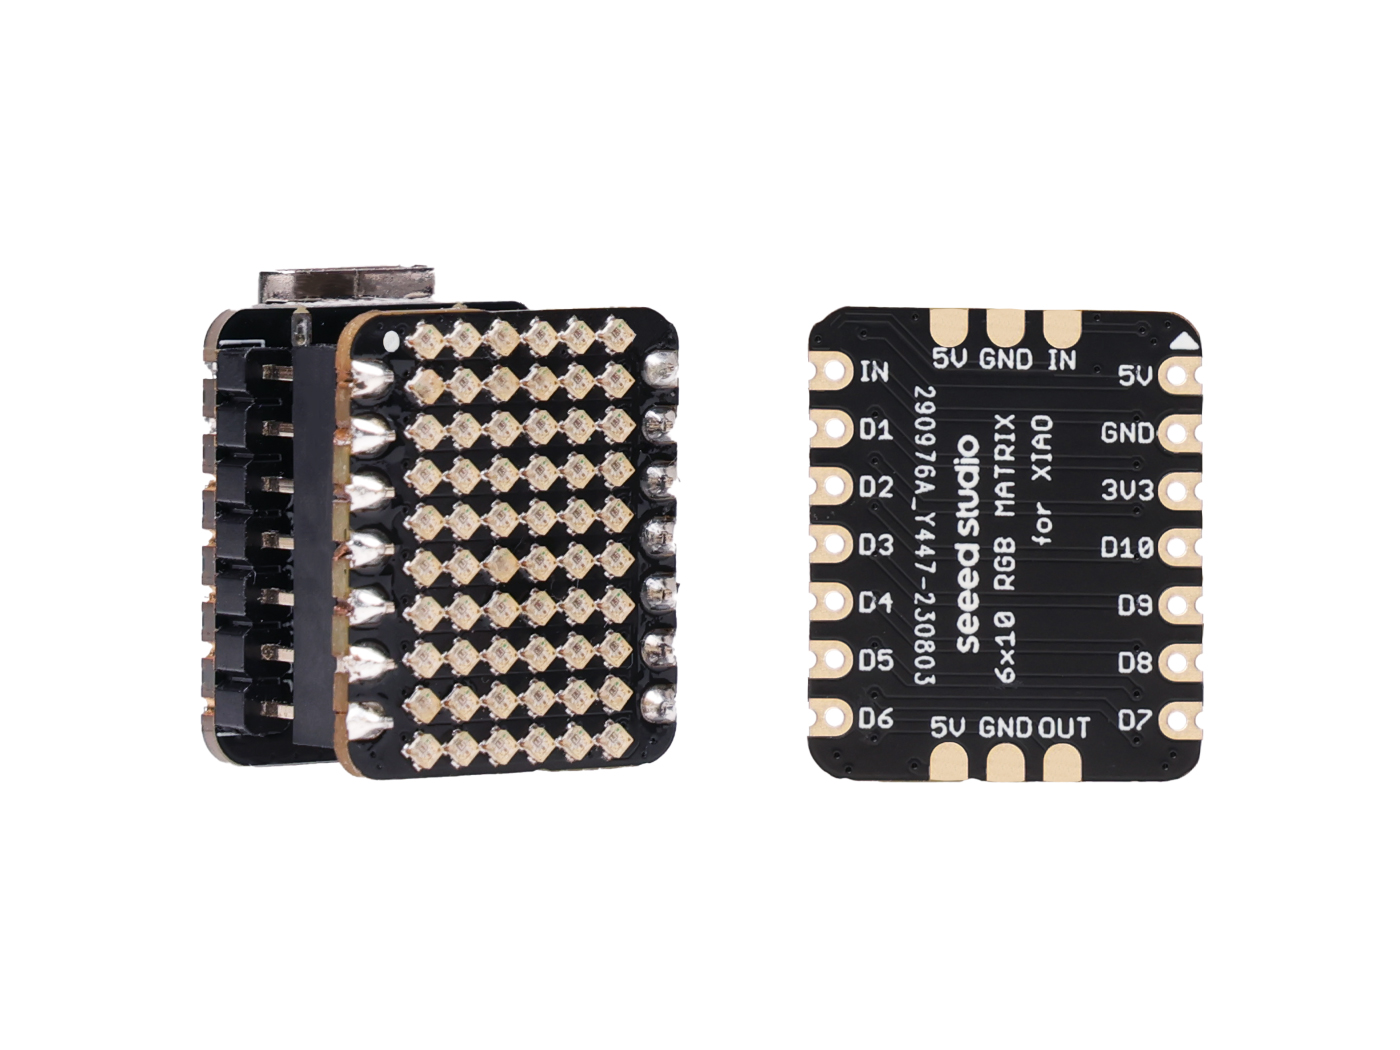 5V GND IN
IN
D1
D2
D3
D4
D5
D6
5V
GND
3V3
D10
D9
D8
D7
290976A_Y447-230803
seeed studio
6x10 RGB MATRIX
for XIAO
5V GND OUT